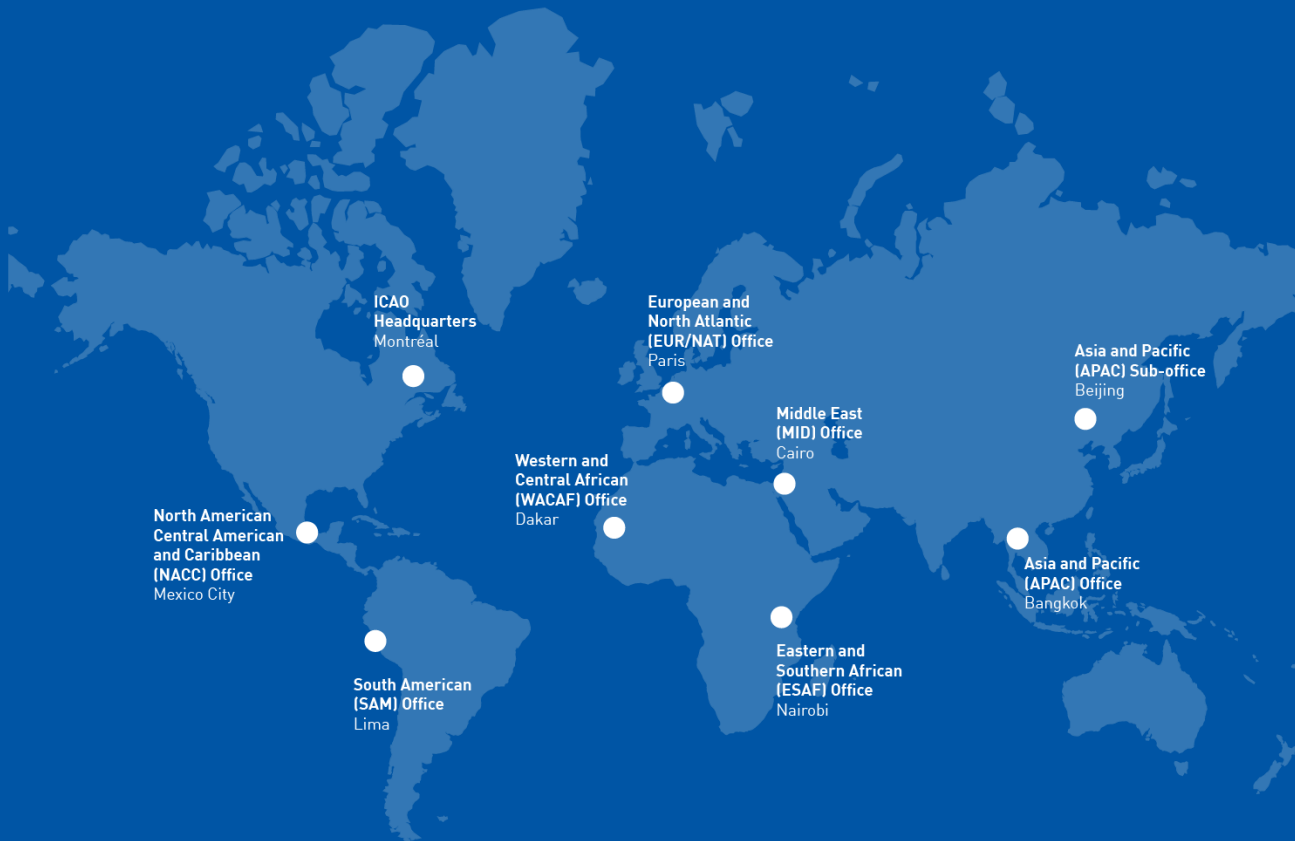 ICAO
Headquarters
Montréal
European and
North Atlantic
(EUR/NAT) Office
Paris
Asia and Pacific
(APAC) Sub-office
Beijing
Middle East
(MID) Office
Cairo
Western and
Central African
(WACAF) Office
Dakar
North American
Central American
and Caribbean
(NACC) Office
Mexico City
Asia and Pacific
(APAC) Office
Bangkok
Eastern and
Southern African
(ESAF) Office
Nairobi
South American
(SAM) Office
Lima